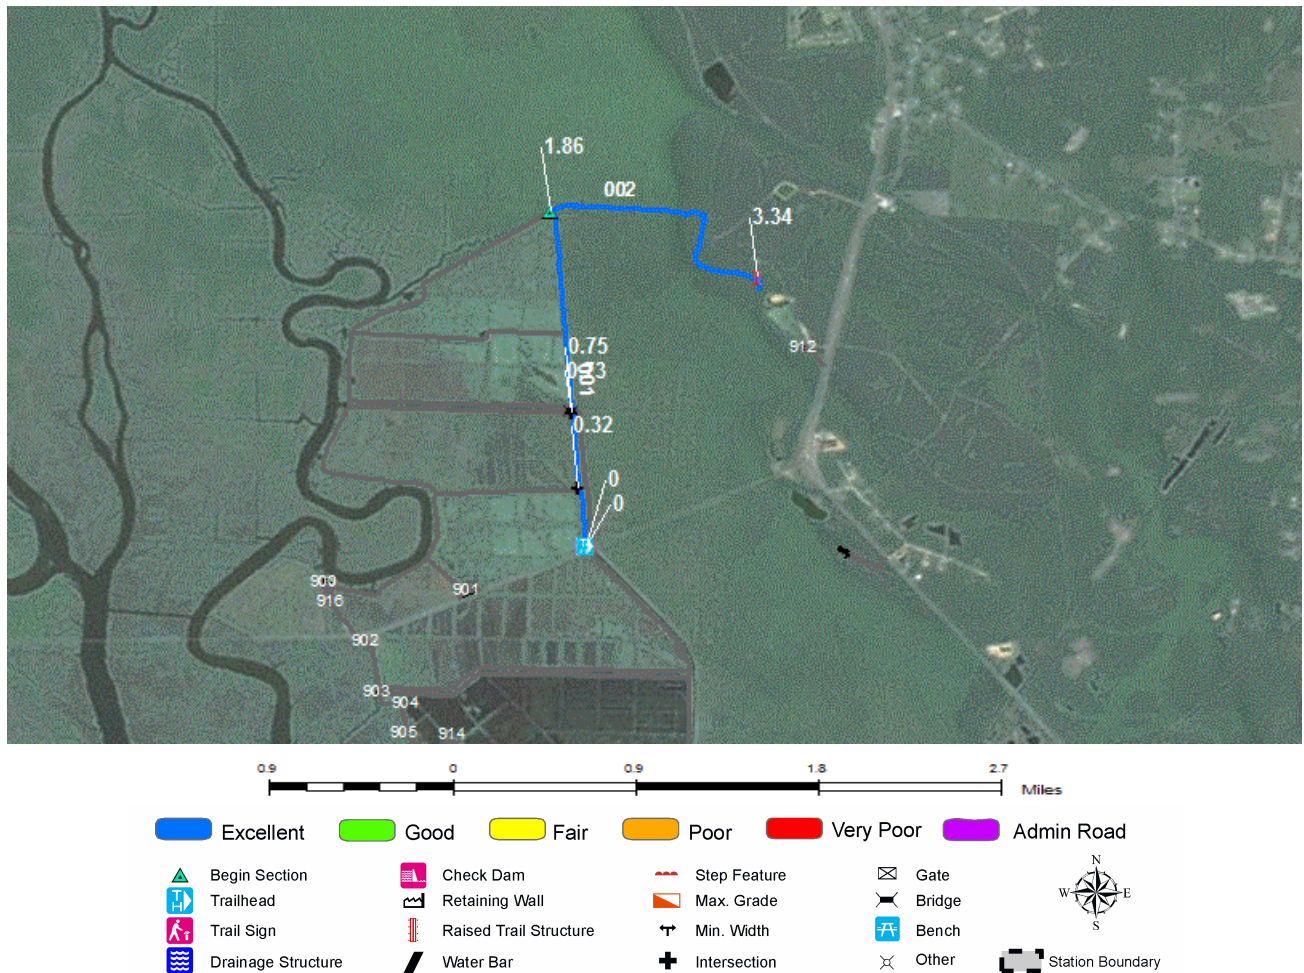 1.86
002
3.34
0.75
001
912
0.32
0
0
900
901
916
902
903
904
905
914
0.9 0 0.9 1.8 2.7
Miles
Excellent Good Fair Poor Very Poor Admin Road
Begin Section Check Dam Step Feature Gate
N
Trailhead Retaining Wall Max. Grade Bridge
W E
Trail Sign Raised Trail Structure Min. Width Bench
S
Drainage Structure Water Bar Intersection Other Station Boundary